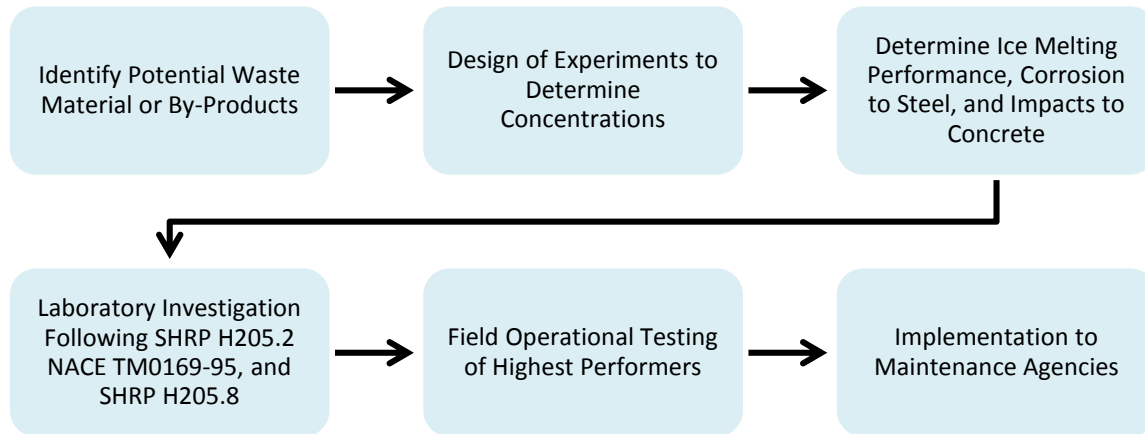 Identify Potential Waste
Material or By-Products
Design of Experiments to
Determine
Concentrations
Determine Ice Melting
Performance, Corrosion
to Steel, and Impacts to
Concrete
Laboratory Investigation
Following SHRP H205.2
NACE TM0169-95, and
SHRP H205.8
Field Operational Testing
of Highest Performers
Implementation to
Maintenance Agencies